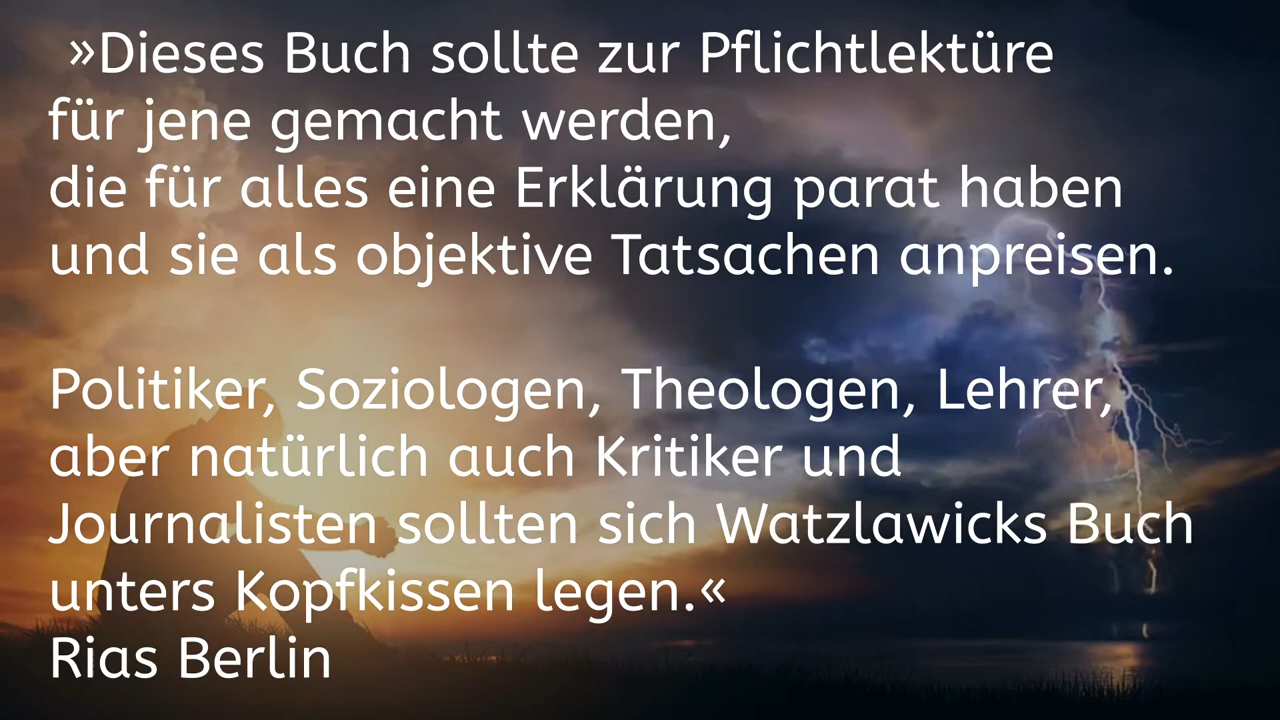 »Dieses Buch sollte zur Pflichtlektüre
für jene gemacht werden,
die für alles eine Erklärung parat haben
und sie als objektive Tatsachen anpreisen.
Politiker, Soziologen, Theologen, Lehrer,
aber natürlich auch Kritiker und
Journalisten sollten sich Watzlawicks Buch
unters Kopfkissen legen.«
Rias Berlin